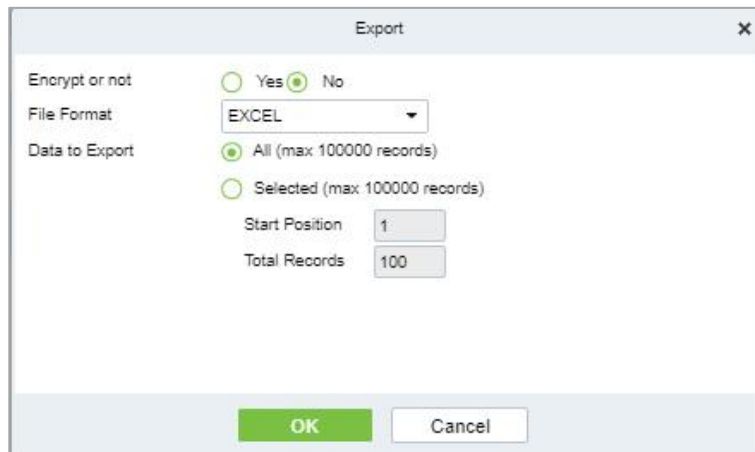 Export
Encrypt or not Yes No
File Format EXCEL
Data to Export All (max 100000 records)
Selected (max 100000 records)
Start Position 1
Total Records 100
OK Cancel